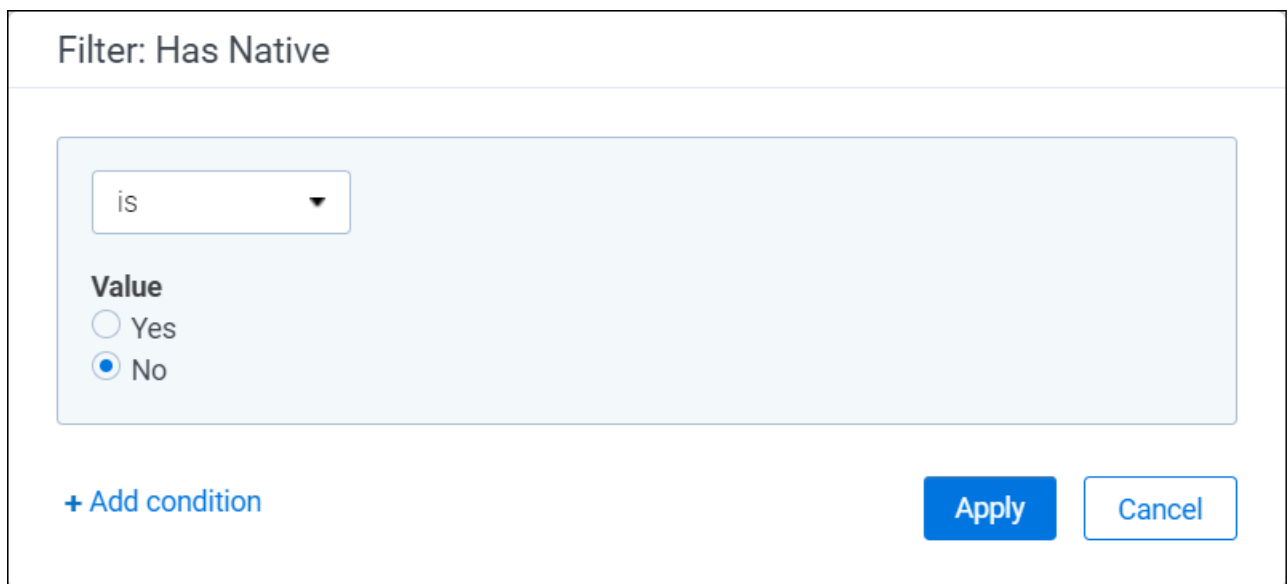 Filter: Has Native
is
Value
Yes
No
+ Add condition
Apply
Cancel